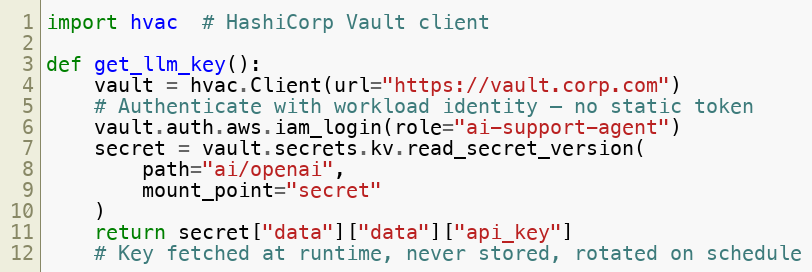 1 import hvac  # HashiCorp Vault client
2
3 def get_llm_key():
4     vault = hvac.Client(url="https://vault.corp.com")
5     # Authenticate with workload identity — no static token
6     vault.auth.aws.iam_login(role="ai-support-agent")
7     secret = vault.secrets.kv.read_secret_version(
8         path="ai/openai",
9         mount_point="secret"
10     )
11     return secret["data"]["data"]["api_key"]
12     # Key fetched at runtime, never stored, rotated on schedule